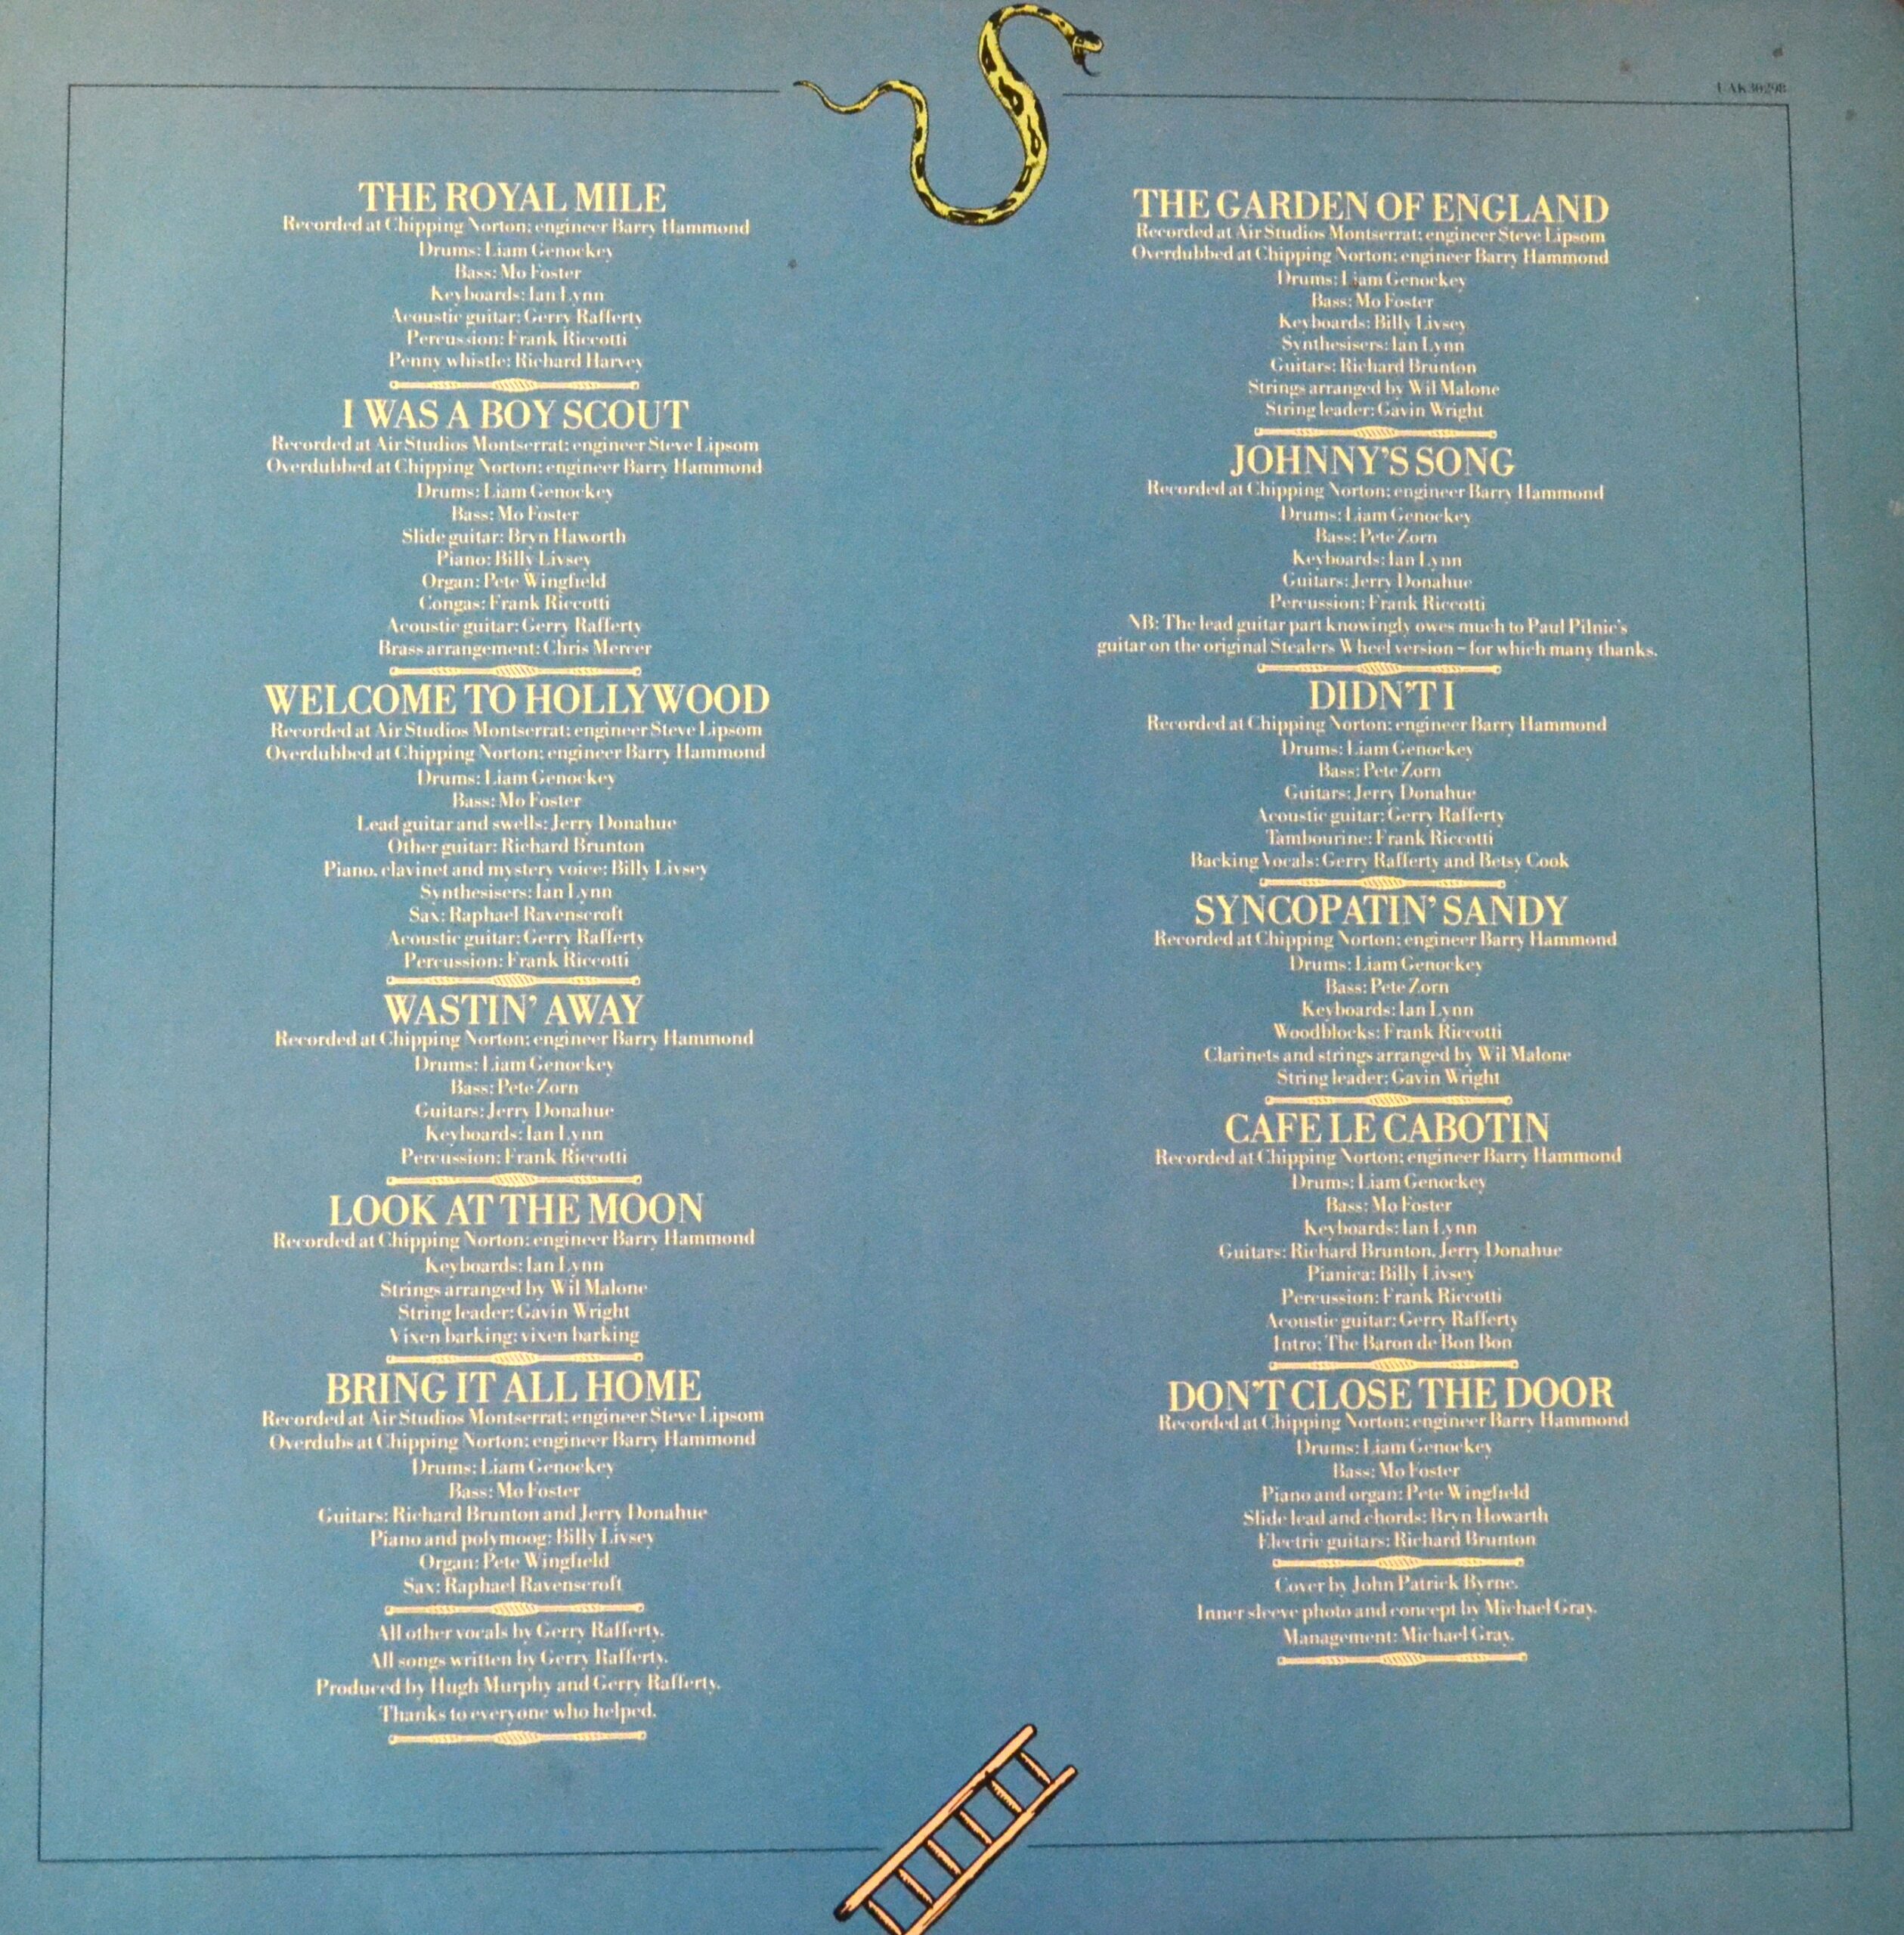 UAK 30298
THE ROYAL MILE
Recorded at Chipping Norton: engineer Barry Hammond
Drums: Liam Genockey
Bass: Mo Foster
Keyboards: Ian Lynn
Acoustic guitar: Gerry Rafferty
Percussion: Frank Riccotti
Penny whistle: Richard Harvey
I WAS A BOY SCOUT
Recorded at Air Studios Montserrat: engineer Steve Lipsom
Overdubbed at Chipping Norton: engineer Barry Hammond
Drums: Liam Genockey
Bass: Mo Foster
Slide guitar: Bryn Haworth
Piano: Billy Livsey
Organ: Pete Wingfield
Congas: Frank Riccotti
Acoustic guitar: Gerry Rafferty
Brass arrangement: Chris Mercer
WELCOME TO HOLLYWOOD
Recorded at Air Studios Montserrat: engineer Steve Lipsom
Overdubbed at Chipping Norton: engineer Barry Hammond
Drums: Liam Genockey
Bass: Mo Foster
Lead guitar and swells: Jerry Donahue
Other guitar: Richard Brunton
Piano, clavinet and mystery voice: Billy Livsey
Synthesisers: Ian Lynn
Sax: Raphael Ravenscroft
Acoustic guitar: Gerry Rafferty
Percussion: Frank Riccotti
WASTIN' AWAY
Recorded at Chipping Norton: engineer Barry Hammond
Drums: Liam Genockey
Bass: Pete Zorn
Guitars: Jerry Donahue
Keyboards: Ian Lynn
Percussion: Frank Riccotti
LOOK AT THE MOON
Recorded at Chipping Norton: engineer Barry Hammond
Keyboards: Ian Lynn
Strings arranged by Wil Malone
String leader: Gavin Wright
Vixen barking: vixen barking
BRING IT ALL HOME
Recorded at Air Studios Montserrat: engineer Steve Lipsom
Overdubs at Chipping Norton: engineer Barry Hammond
Drums: Liam Genockey
Bass: Mo Foster
Guitars: Richard Brunton and Jerry Donahue
Piano and polymoog: Billy Livsey
Organ: Pete Wingfield
Sax: Raphael Ravenscroft
All other vocals by Gerry Rafferty.
All songs written by Gerry Rafferty.
Produced by Hugh Murphy and Gerry Rafferty.
Thanks to everyone who helped.
THE GARDEN OF ENGLAND
Recorded at Air Studios Montserrat: engineer Steve Lipsom
Overdubbed at Chipping Norton: engineer Barry Hammond
Drums: Liam Genockey
Bass: Mo Foster
Keyboards: Billy Livsey
Synthesisers: Ian Lynn
Guitars: Richard Brunton
Strings arranged by Wil Malone
String leader: Gavin Wright
JOHNNY'S SONG
Recorded at Chipping Norton: engineer Barry Hammond
Drums: Liam Genockey
Bass: Pete Zorn
Keyboards: Ian Lynn
Guitars: Jerry Donahue
Percussion: Frank Riccotti
NB: The lead guitar part knowingly owes much to Paul Pilnic's
guitar on the original Stealers Wheel version – for which many thanks.
DIDN'T I
Recorded at Chipping Norton: engineer Barry Hammond
Drums: Liam Genockey
Bass: Pete Zorn
Guitars: Jerry Donahue
Acoustic guitar: Gerry Rafferty
Tambourine: Frank Riccotti
Backing Vocals: Gerry Rafferty and Betsy Cook
SYNCOPATIN' SANDY
Recorded at Chipping Norton: engineer Barry Hammond
Drums: Liam Genockey
Bass: Pete Zorn
Keyboards: Ian Lynn
Woodblocks: Frank Riccotti
Clarinets and strings arranged by Wil Malone
String leader: Gavin Wright
CAFE LE CABOTIN
Recorded at Chipping Norton: engineer Barry Hammond
Drums: Liam Genockey
Bass: Mo Foster
Keyboards: Ian Lynn
Guitars: Richard Brunton, Jerry Donahue
Pianica: Billy Livsey
Percussion: Frank Riccotti
Acoustic guitar: Gerry Rafferty
Intro: The Baron de Bon Bon
DON'T CLOSE THE DOOR
Recorded at Chipping Norton: engineer Barry Hammond
Drums: Liam Genockey
Bass: Mo Foster
Piano and organ: Pete Wingfield
Slide lead and chords: Bryn Howarth
Electric guitars: Richard Brunton
Cover by John Patrick Byrne.
Inner sleeve photo and concept by Michael Gray.
Management: Michael Gray.